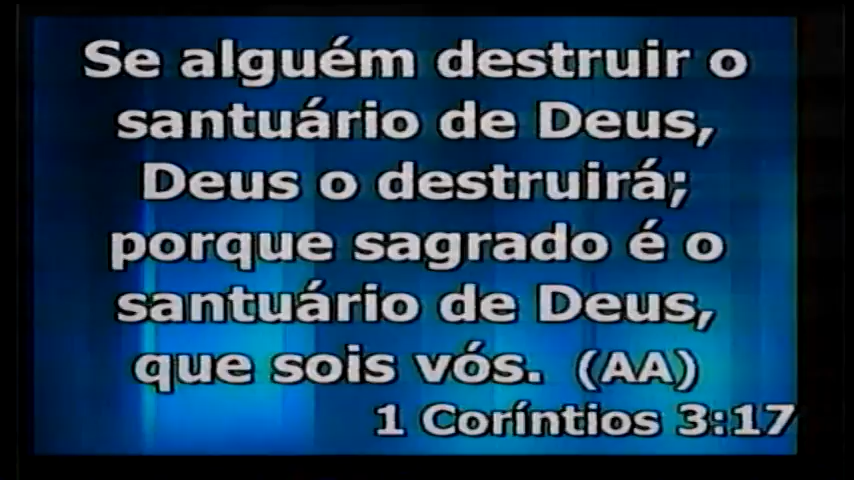 Se alguém destruir o
santuário de Deus,
Deus o destruirá;
porque sagrado é o
santuário de Deus,
que sois vós. (AA)
1 Coríntios 3:17